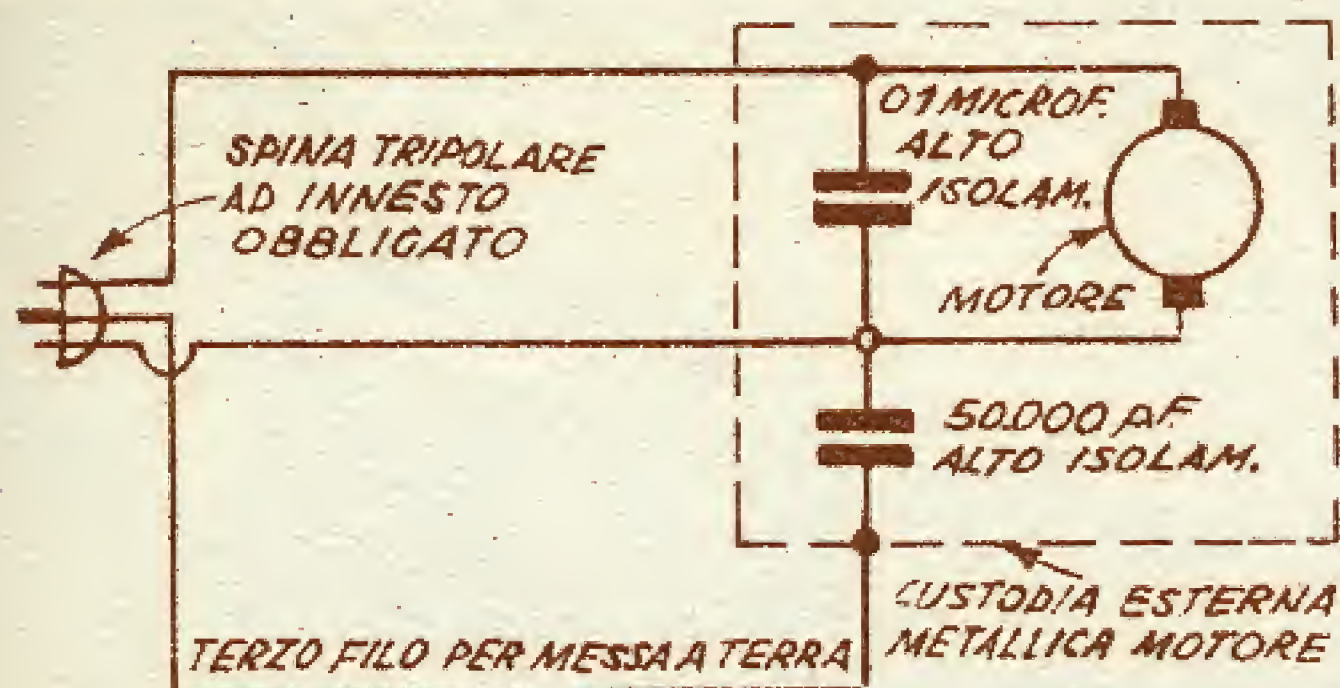 SPINA TRIPOLARE
AD INNESTO
OBBLIGATO
01 MICROF.
ALTO
ISOLAM.
MOTORE
50.000 pF.
ALTO ISOLAM.
CUSTODIA ESTERNA
METALLICA MOTORE
TERZO FILO PER MESSA A TERRA